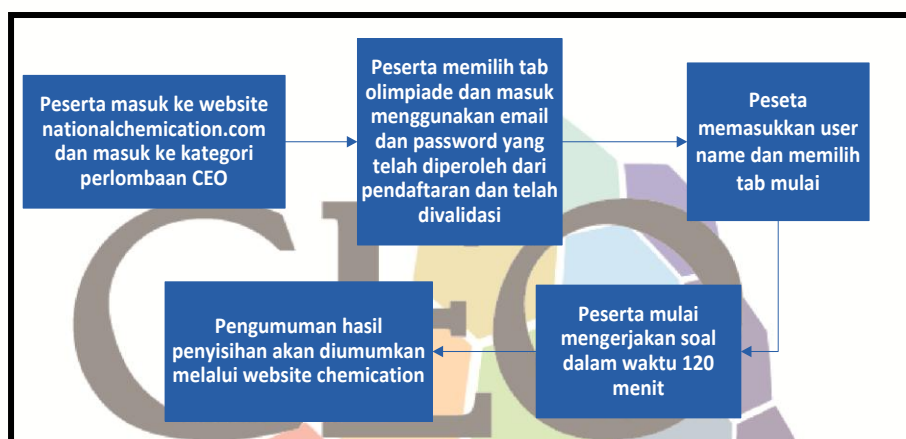 Peserta masuk ke website
nationalchemication.com
dan masuk ke kategori
perlombaan CEO
Peserta memilih tab
olimpiade dan masuk
menggunakan email
dan password yang
telah diperoleh dari
pendaftaran dan telah
divalidasi
Peseta
memasukkan user
name dan memilih
tab mulai
Peserta mulai
mengerjakan soal
dalam waktu 120
menit
Pengumuman hasil
penyisihan akan diumumkan
melalui website chemication
CEO